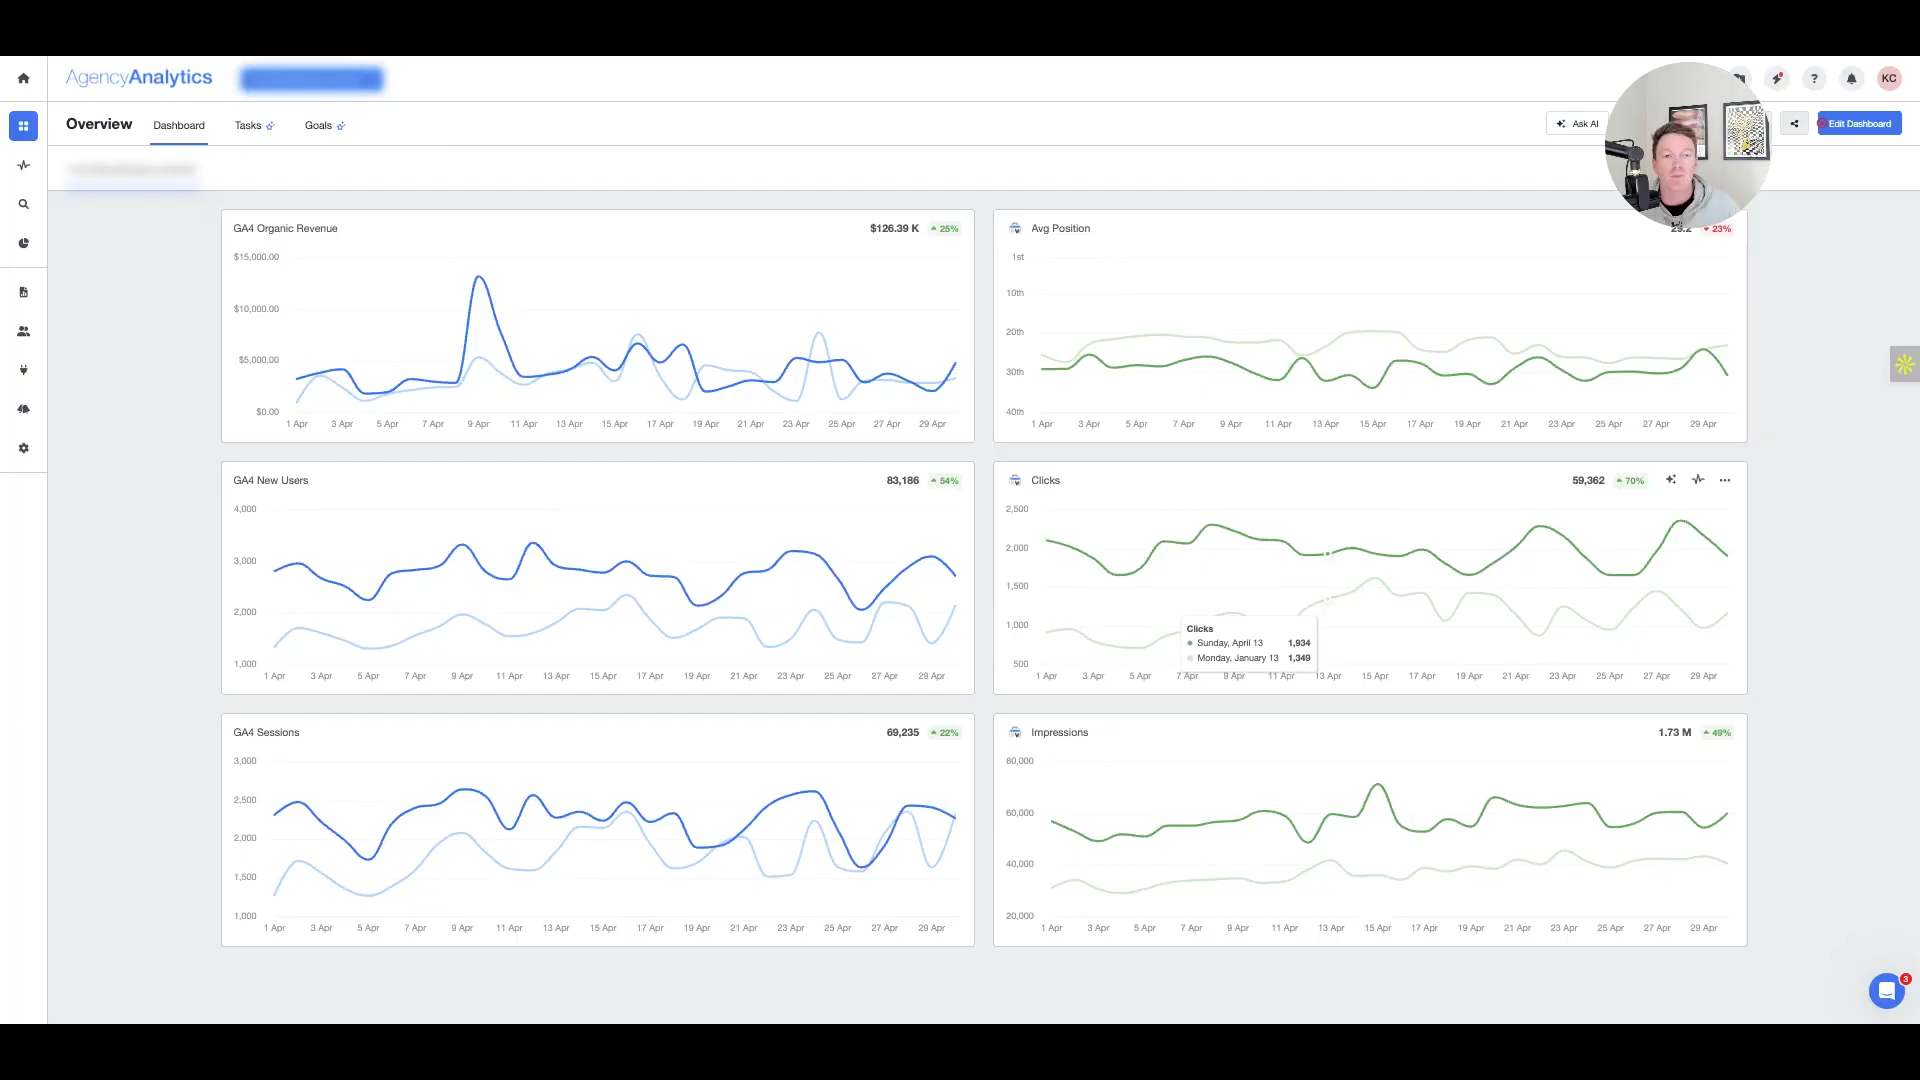 AgencyAnalytics
? KC
Overview Dashboard Tasks Goals
Ask AI Edit Dashboard
GA4 Organic Revenue $126.39 K 25%
$15,000.00
$10,000.00
$5,000.00
$0.00
1 Apr 3 Apr 5 Apr 7 Apr 9 Apr 11 Apr 13 Apr 15 Apr 17 Apr 19 Apr 21 Apr 23 Apr 25 Apr 27 Apr 29 Apr
Avg Position 29.2 23%
1st
10th
20th
30th
40th
1 Apr 3 Apr 5 Apr 7 Apr 9 Apr 11 Apr 13 Apr 15 Apr 17 Apr 19 Apr 21 Apr 23 Apr 25 Apr 27 Apr 29 Apr
GA4 New Users 83,186 54%
4,000
3,000
2,000
1,000
1 Apr 3 Apr 5 Apr 7 Apr 9 Apr 11 Apr 13 Apr 15 Apr 17 Apr 19 Apr 21 Apr 23 Apr 25 Apr 27 Apr 29 Apr
Clicks 59,362 70%
2,500
2,000
1,500
1,000
500
Clicks
Sunday, April 13 1,934
Monday, January 13 1,349
1 Apr 3 Apr 5 Apr 7 Apr 9 Apr 11 Apr 13 Apr 15 Apr 17 Apr 19 Apr 21 Apr 23 Apr 25 Apr 27 Apr 29 Apr
GA4 Sessions 69,235 22%
3,000
2,500
2,000
1,500
1,000
1 Apr 3 Apr 5 Apr 7 Apr 9 Apr 11 Apr 13 Apr 15 Apr 17 Apr 19 Apr 21 Apr 23 Apr 25 Apr 27 Apr 29 Apr
Impressions 1.73 M 49%
80,000
60,000
40,000
20,000
1 Apr 3 Apr 5 Apr 7 Apr 9 Apr 11 Apr 13 Apr 15 Apr 17 Apr 19 Apr 21 Apr 23 Apr 25 Apr 27 Apr 29 Apr
3